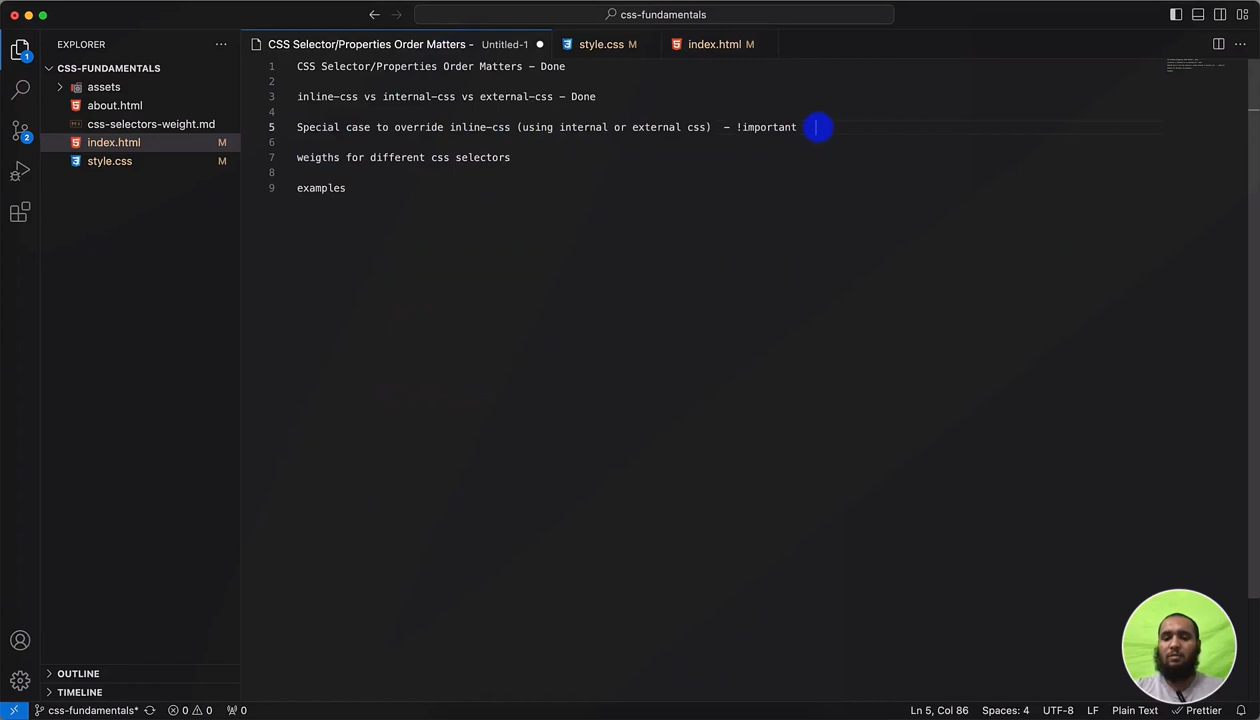 css-fundamentals
EXPLORER
CSS Selector/Properties Order Matters - Untitled-1
style.css M
index.html M
CSS-FUNDAMENTALS
assets
about.html
css-selectors-weight.md
index.html M
style.css M
1
2
1 CSS Selector/Properties Order Matters - Done
2
3 inline-css vs internal-css vs external-css - Done
4
5 Special case to override inline-css (using internal or external css)  - !important
6
7 weigths for different css selectors
8
9 examples
OUTLINE
TIMELINE
css-fundamentals* 0 0 0 Ln 5, Col 86 Spaces: 4 UTF-8 LF Plain Text Prettier